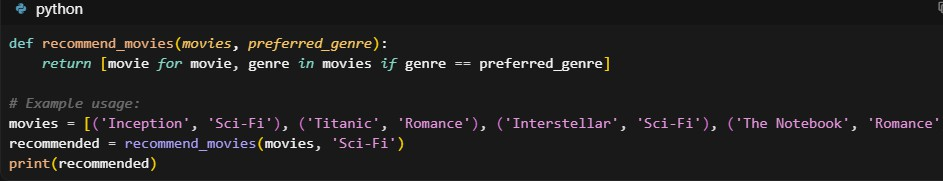 python
def recommend_movies(movies, preferred_genre):
    return [movie for movie, genre in movies if genre == preferred_genre]
# Example usage:
movies = [('Inception', 'Sci-Fi'), ('Titanic', 'Romance'), ('Interstellar', 'Sci-Fi'), ('The Notebook', 'Romance'
recommended = recommend_movies(movies, 'Sci-Fi')
print(recommended)